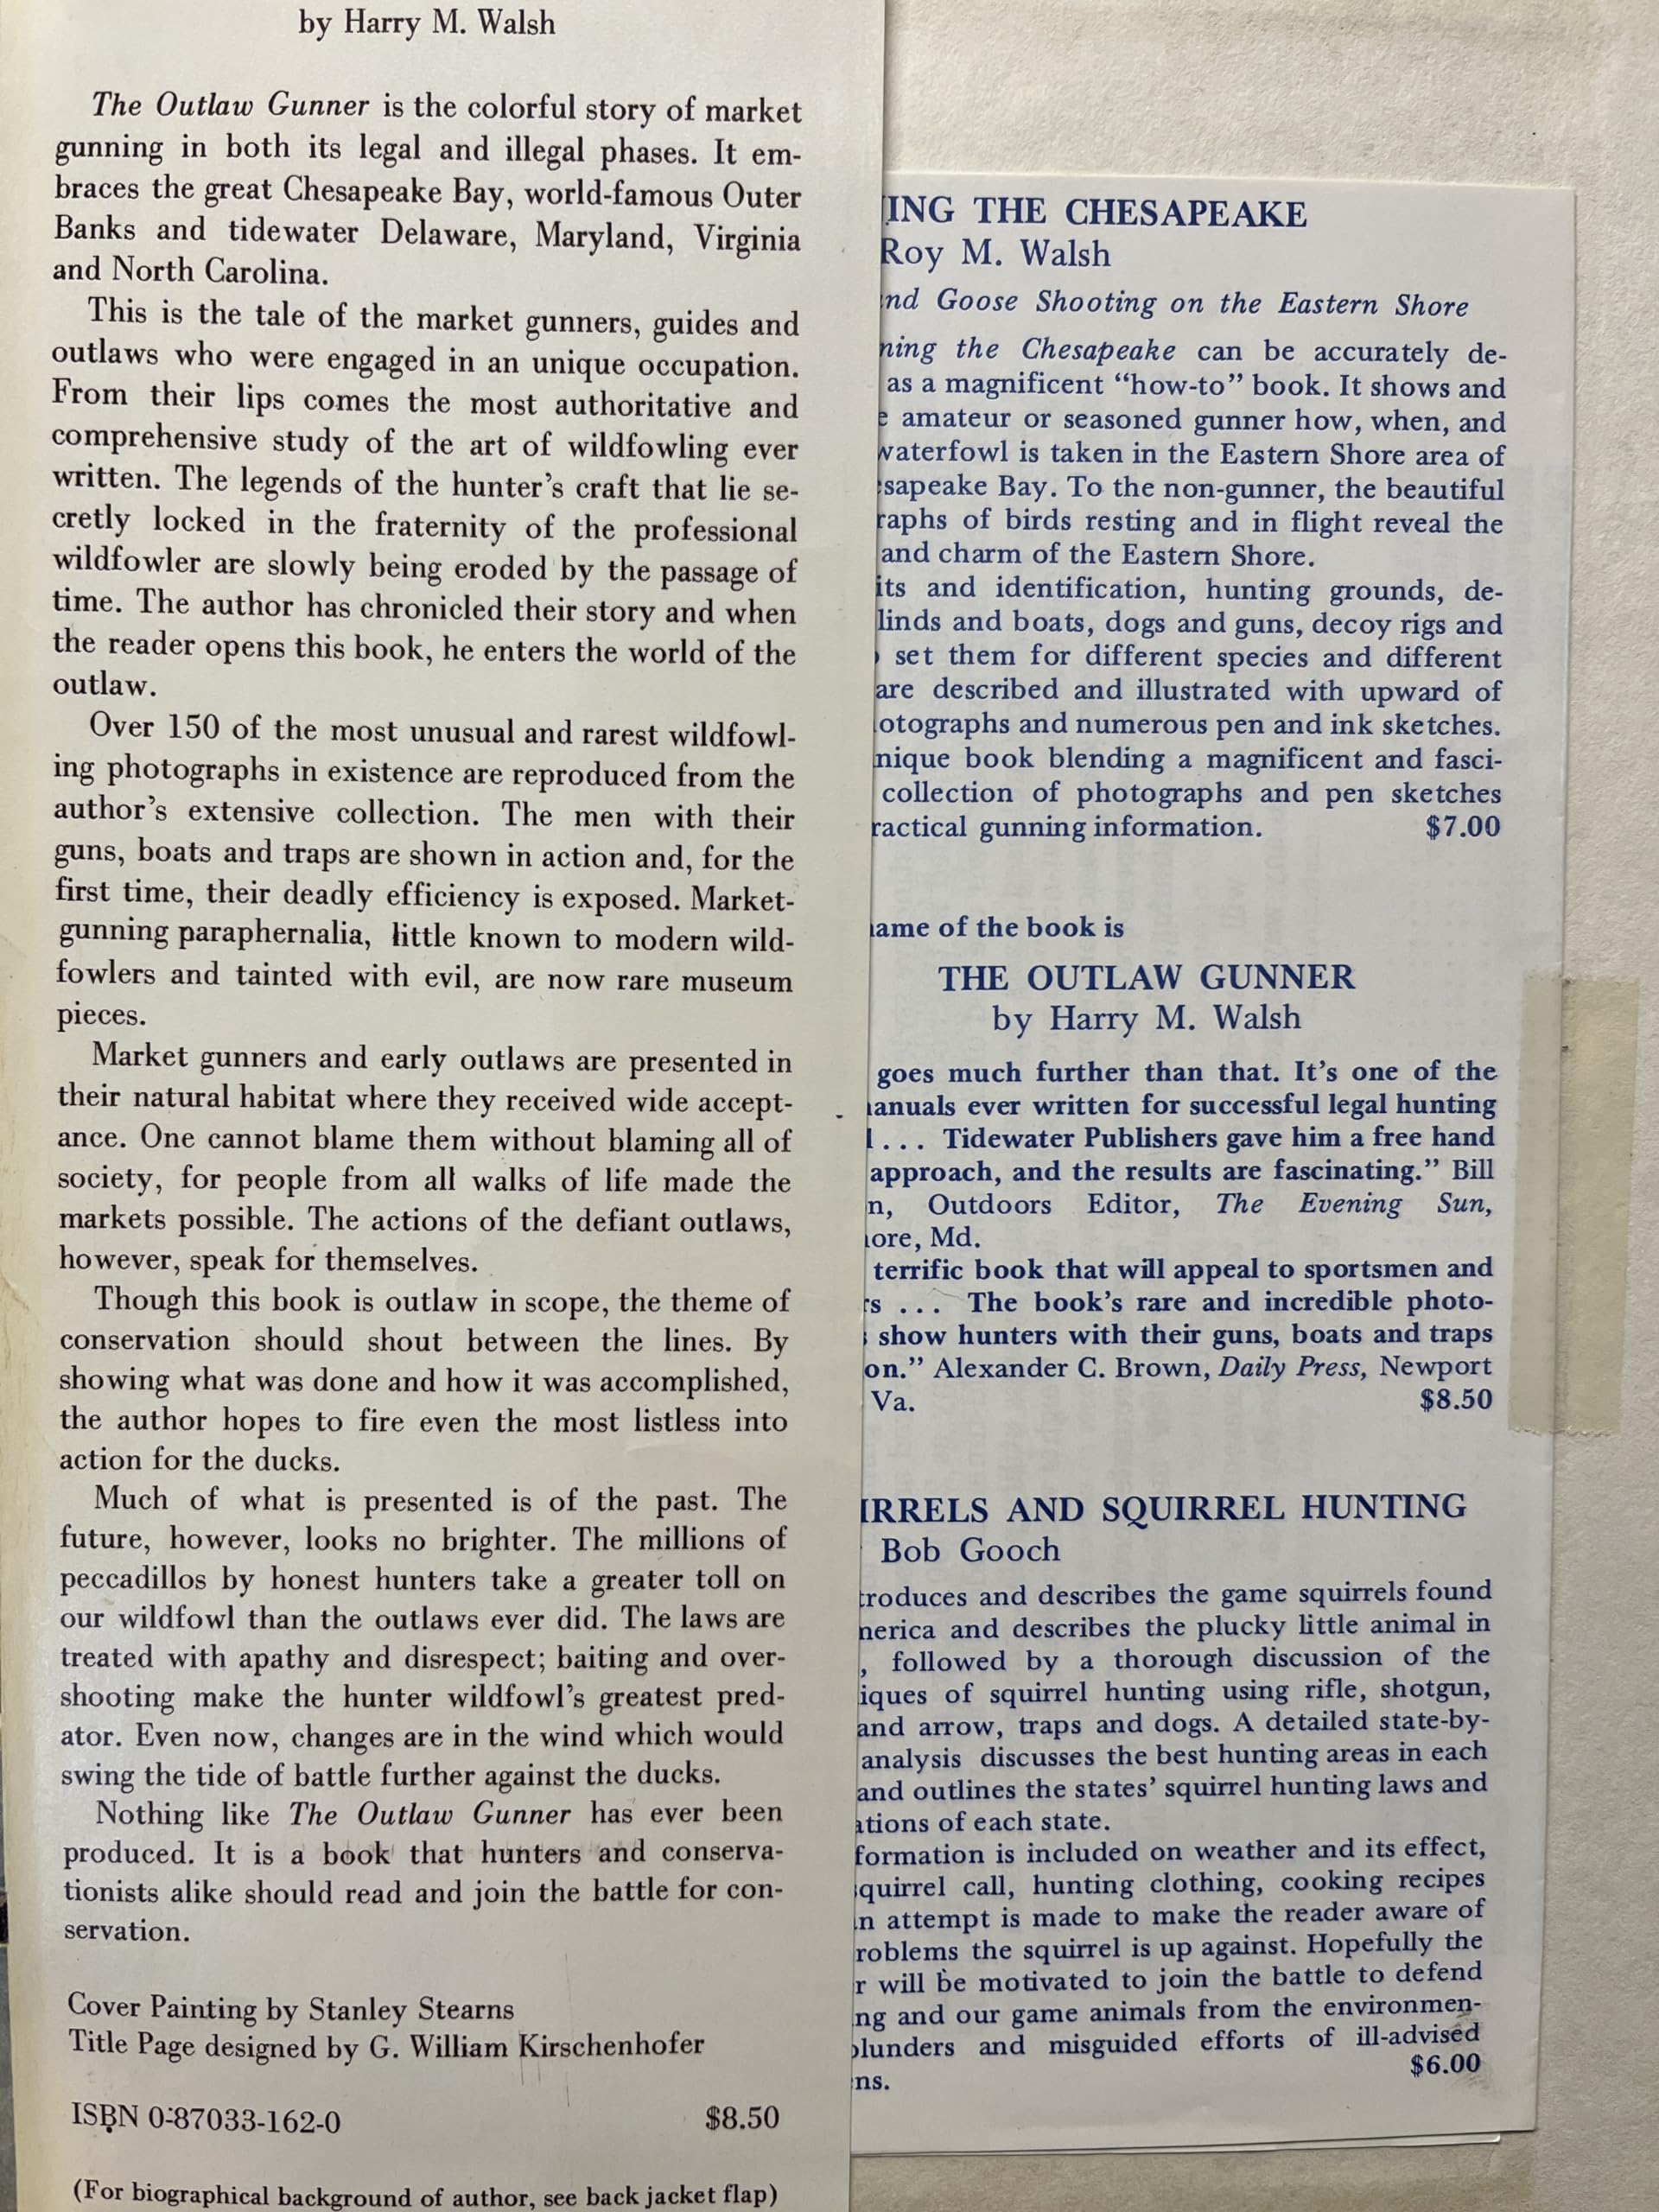 by Harry M. Walsh
The Outlaw Gunner is the colorful story of market
gunning in both its legal and illegal phases. It em-
braces the great Chesapeake Bay, world-famous Outer
Banks and tidewater Delaware, Maryland, Virginia
and North Carolina.
This is the tale of the market gunners, guides and
outlaws who were engaged in an unique occupation.
From their lips comes the most authoritative and
comprehensive study of the art of wildfowling ever
written. The legends of the hunter's craft that lie se-
cretly locked in the fraternity of the professional
wildfowler are slowly being eroded by the passage of
time. The author has chronicled their story and when
the reader opens this book, he enters the world of the
outlaw.
Over 150 of the most unusual and rarest wildfowl-
ing photographs in existence are reproduced from the
author's extensive collection. The men with their
guns, boats and traps are shown in action and, for the
first time, their deadly efficiency is exposed. Market-
gunning paraphernalia, little known to modern wild-
fowlers and tainted with evil, are now rare museum
pieces.
Market gunners and early outlaws are presented in
their natural habitat where they received wide accept-
ance. One cannot blame them without blaming all of
society, for people from all walks of life made the
markets possible. The actions of the defiant outlaws,
however, speak for themselves.
Though this book is outlaw in scope, the theme of
conservation should shout between the lines. By
showing what was done and how it was accomplished,
the author hopes to fire even the most listless into
action for the ducks.
Much of what is presented is of the past. The
future, however, looks no brighter. The millions of
peccadillos by honest hunters take a greater toll on
our wildfowl than the outlaws ever did. The laws are
treated with apathy and disrespect; baiting and over-
shooting make the hunter wildfowl's greatest pred-
ator. Even now, changes are in the wind which would
swing the tide of battle further against the ducks.
Nothing like The Outlaw Gunner has ever been
produced. It is a book that hunters and conserva-
tionists alike should read and join the battle for con-
servation.
Cover Painting by Stanley Stearns
Title Page designed by G. William Kirschenhofer
ISBN 0-87033-162-0 $8.50
(For biographical background of author, see back jacket flap)
ING THE CHESAPEAKE
Roy M. Walsh
nd Goose Shooting on the Eastern Shore
ning the Chesapeake can be accurately de-
as a magnificent "how-to" book. It shows and
e amateur or seasoned gunner how, when, and
waterfowl is taken in the Eastern Shore area of
sapeake Bay. To the non-gunner, the beautiful
raphs of birds resting and in flight reveal the
and charm of the Eastern Shore.
its and identification, hunting grounds, de-
linds and boats, dogs and guns, decoy rigs and
set them for different species and different
are described and illustrated with upward of
otographs and numerous pen and ink sketches.
nique book blending a magnificent and fasci-
collection of photographs and pen sketches
ractical gunning information. $7.00
ame of the book is
THE OUTLAW GUNNER
by Harry M. Walsh
goes much further than that. It's one of the
anuals ever written for successful legal hunting
... Tidewater Publishers gave him a free hand
approach, and the results are fascinating." Bill
n, Outdoors Editor, The Evening Sun,
ore, Md.
terrific book that will appeal to sportsmen and
rs ... The book's rare and incredible photo-
show hunters with their guns, boats and traps
on." Alexander C. Brown, Daily Press, Newport
Va. $8.50
IRRELS AND SQUIRREL HUNTING
Bob Gooch
troduces and describes the game squirrels found
nerica and describes the plucky little animal in
, followed by a thorough discussion of the
iques of squirrel hunting using rifle, shotgun,
and arrow, traps and dogs. A detailed state-by-
analysis discusses the best hunting areas in each
and outlines the states' squirrel hunting laws and
ations of each state.
formation is included on weather and its effect,
quirrel call, hunting clothing, cooking recipes
n attempt is made to make the reader aware of
roblems the squirrel is up against. Hopefully the
r will be motivated to join the battle to defend
ng and our game animals from the environmen-
blunders and misguided efforts of ill-advised
ns. $6.00